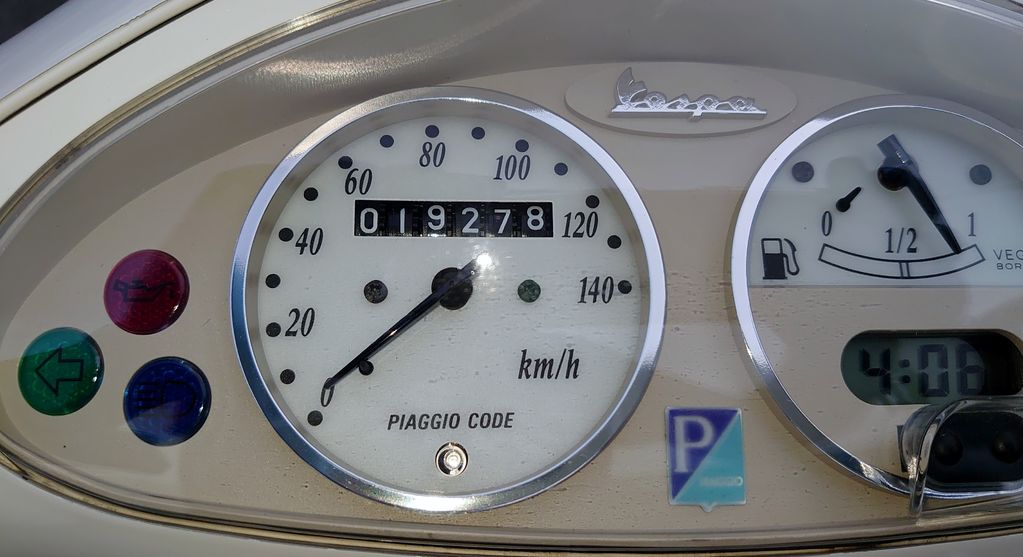 Vespa
0 20 40 60 80 100 120 140
019278
km/h
PIAGGIO CODE
0 1/2 1
4:06
P
PIAGGIO